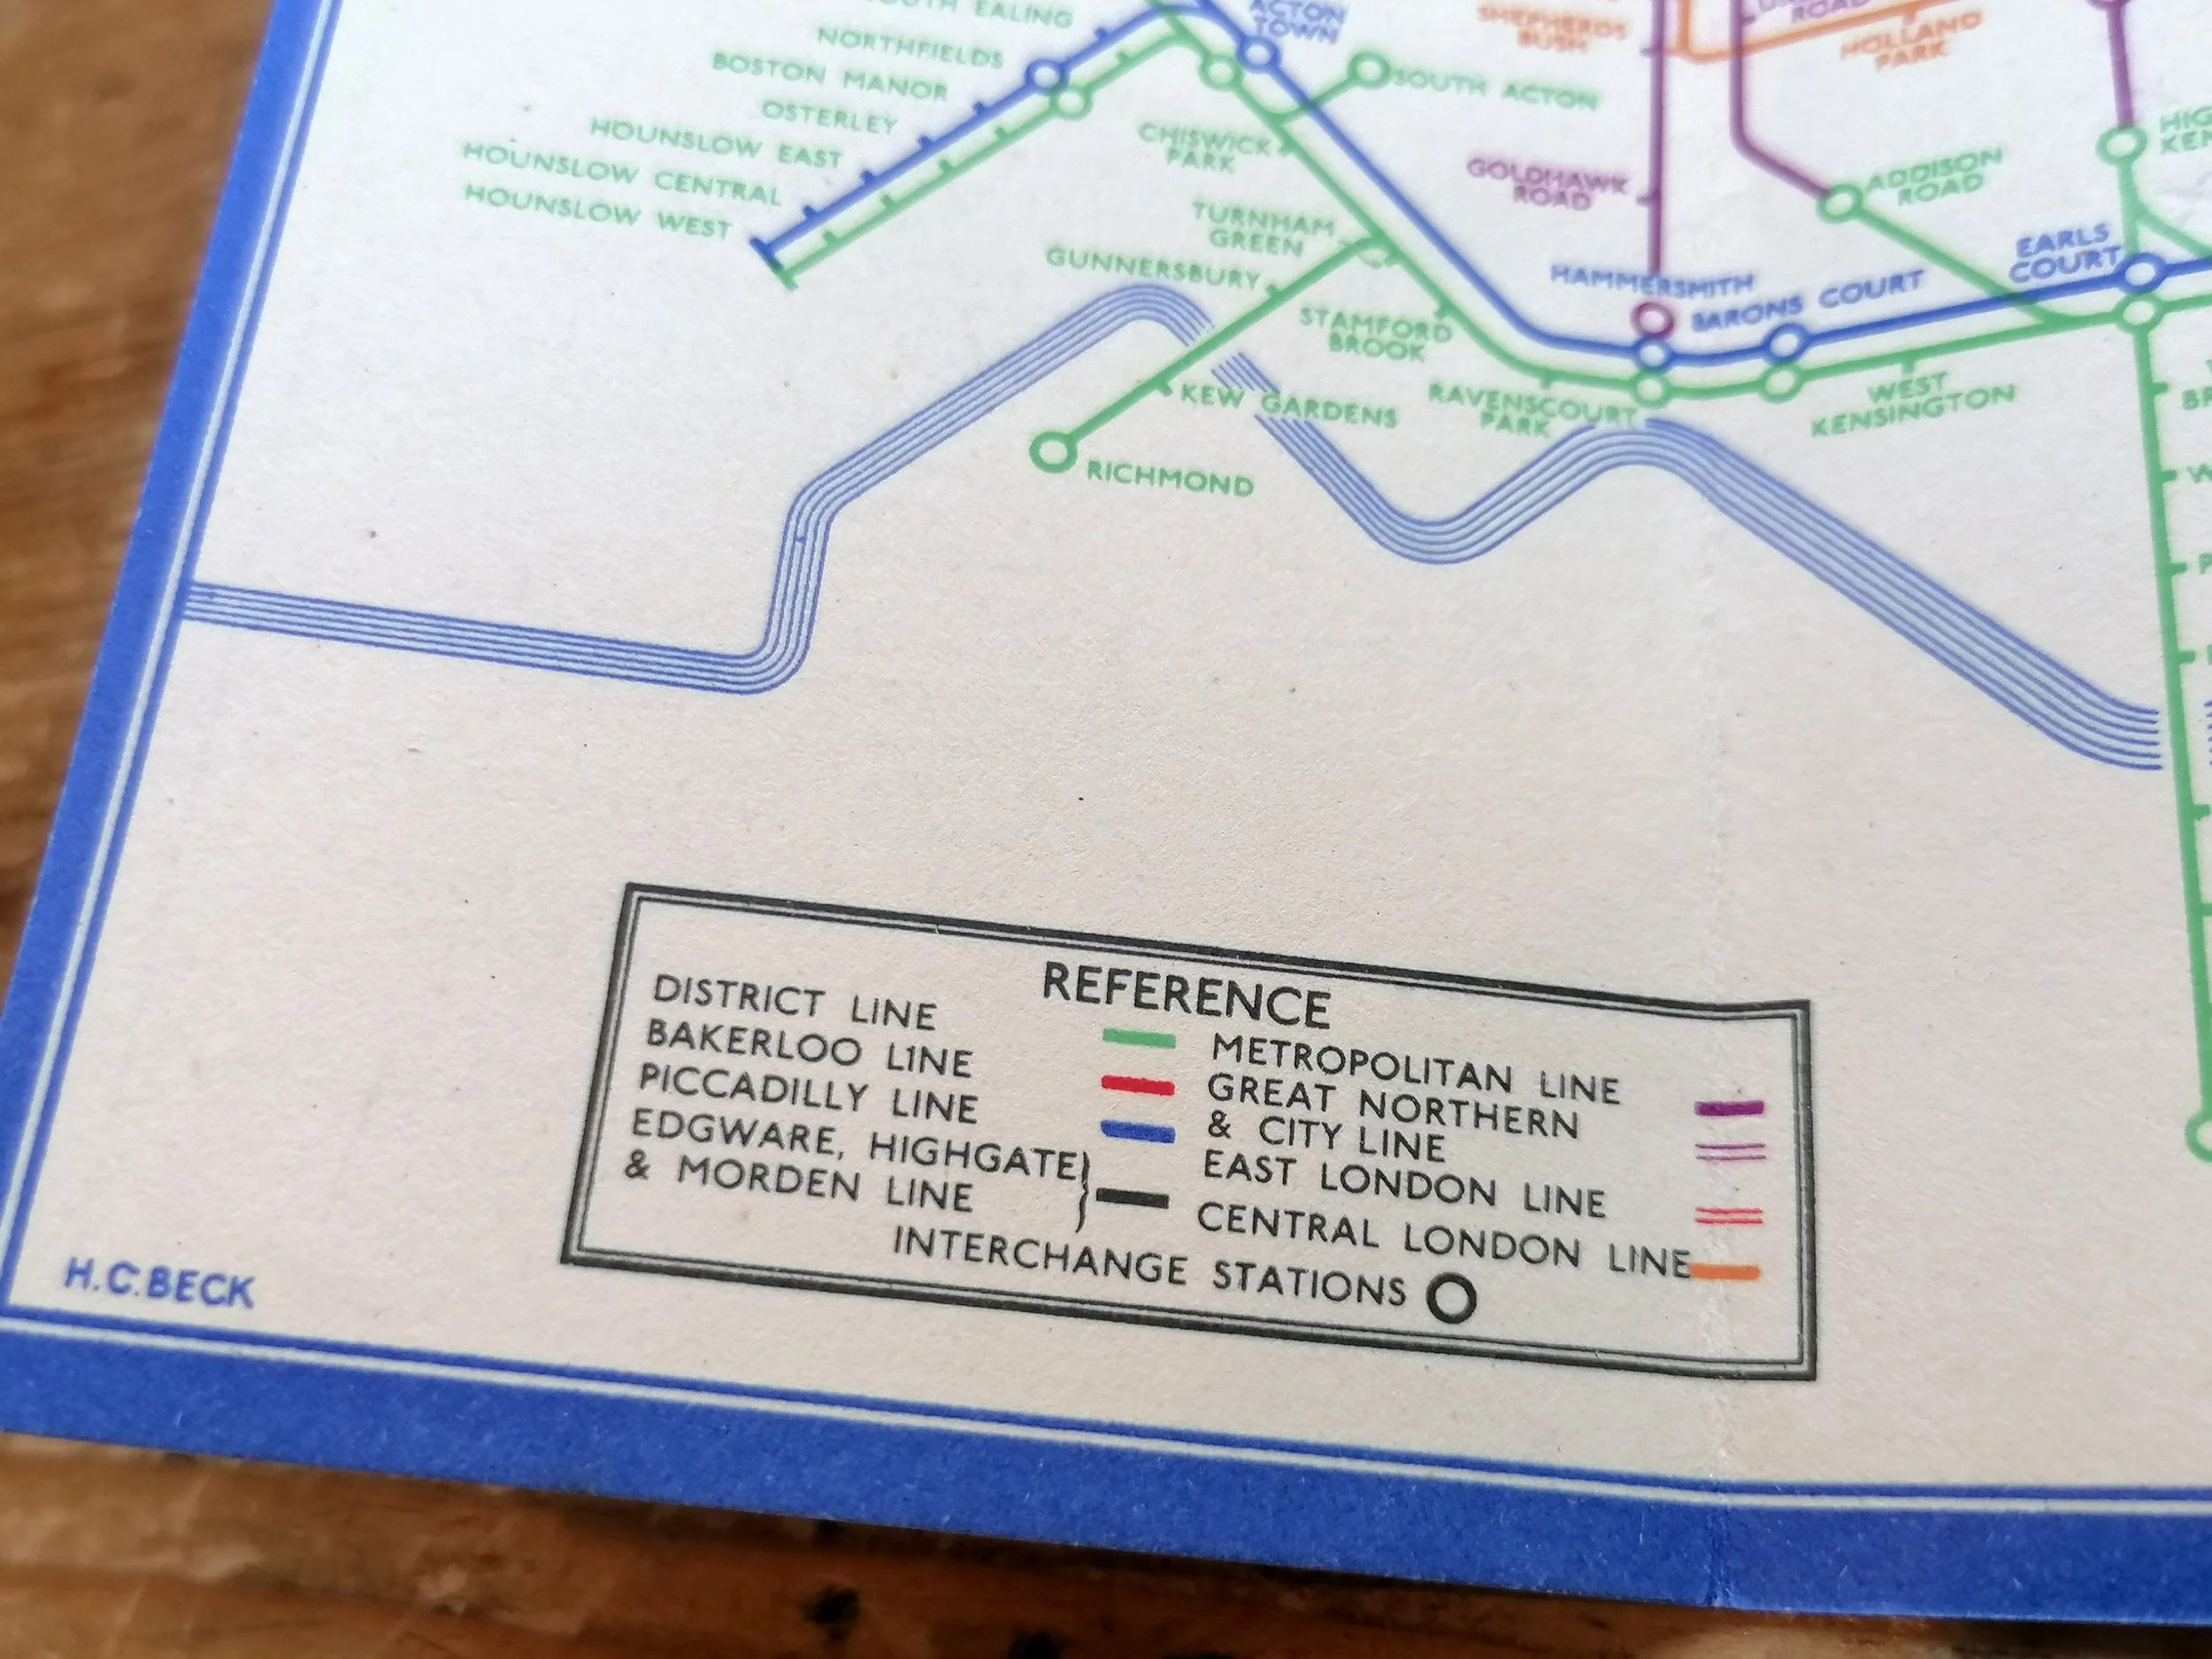 EALING
NORTHFIELDS
BOSTON MANOR
OSTERLEY
HOUNSLOW EAST
HOUNSLOW CENTRAL
HOUNSLOW WEST
ACTON
TOWN
SOUTH ACTON
CHISWICK
PARK
TURNHAM
GREEN
GUNNERSBURY
STAMFORD
BROOK
KEW GARDENS
RICHMOND
RAVENSCOURT
PARK
SHEPHERDS
BUSH
ROAD
HOLLAND
PARK
GOLDHAWK
ROAD
ADDISON
ROAD
HAMMERSMITH
BARONS COURT
EARLS
COURT
WEST
KENSINGTON
REFERENCE
DISTRICT LINE
BAKERLOO LINE
PICCADILLY LINE
EDGWARE, HIGHGATE
& MORDEN LINE
METROPOLITAN LINE
GREAT NORTHERN
& CITY LINE
EAST LONDON LINE
CENTRAL LONDON LINE
INTERCHANGE STATIONS
H.C.BECK